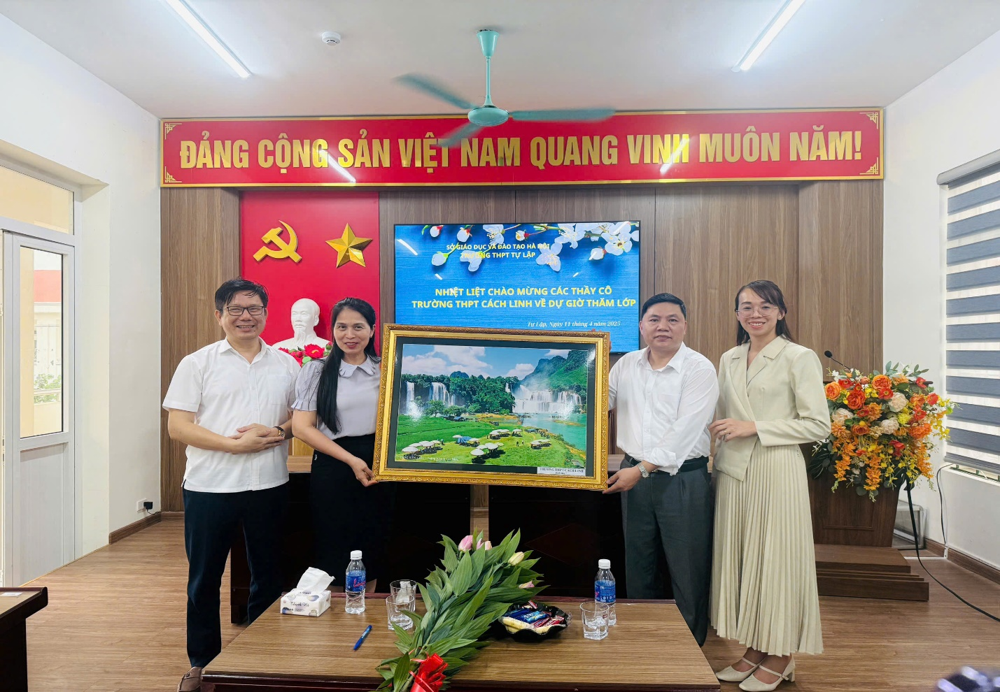 ĐẢNG CỘNG SẢN VIỆT NAM QUANG VINH MUÔN NĂM!
SỞ GIÁO DỤC VÀ ĐÀO TẠO HÀ NỘI
TRƯỜNG THPT TỰ LẬP
NHIỆT LIỆT CHÀO MỪNG CÁC THẦY CÔ
TRƯỜNG THPT CÁCH LINH VỀ DỰ GIỜ THĂM LỚP
Tự Lập, Ngày 11 tháng 4 năm 2025
TRƯỜNG THPT CÁCH LINH